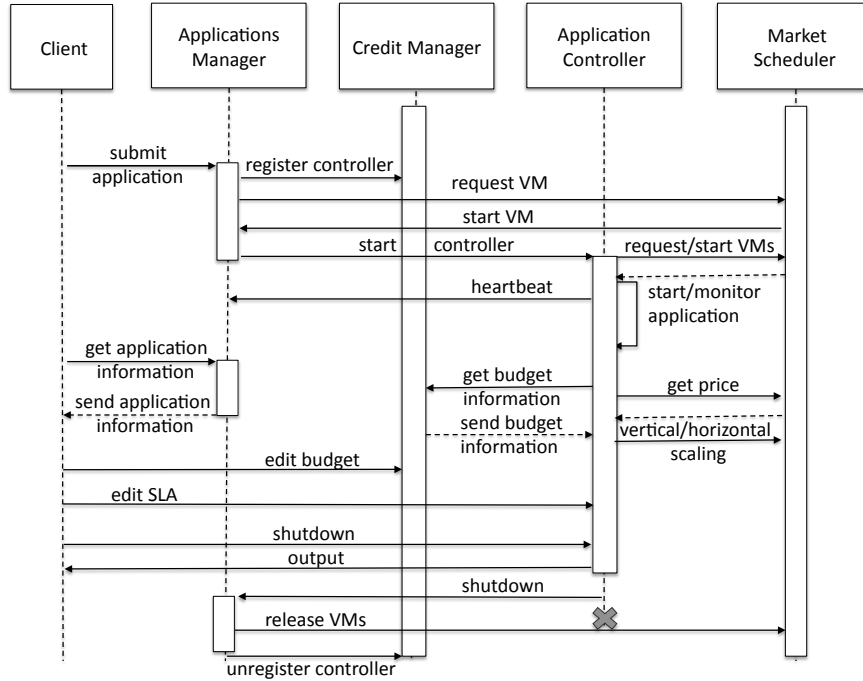 Client
Applications
Manager
Credit Manager
Application
Controller
Market
Scheduler
submit
application
register controller
request VM
start VM
start controller
request/start VMs
heartbeat
start/monitor
application
get application
information
get budget
information
get price
send application
information
send budget
information
vertical/horizontal
scaling
edit budget
edit SLA
shutdown
output
shutdown
release VMs
unregister controller